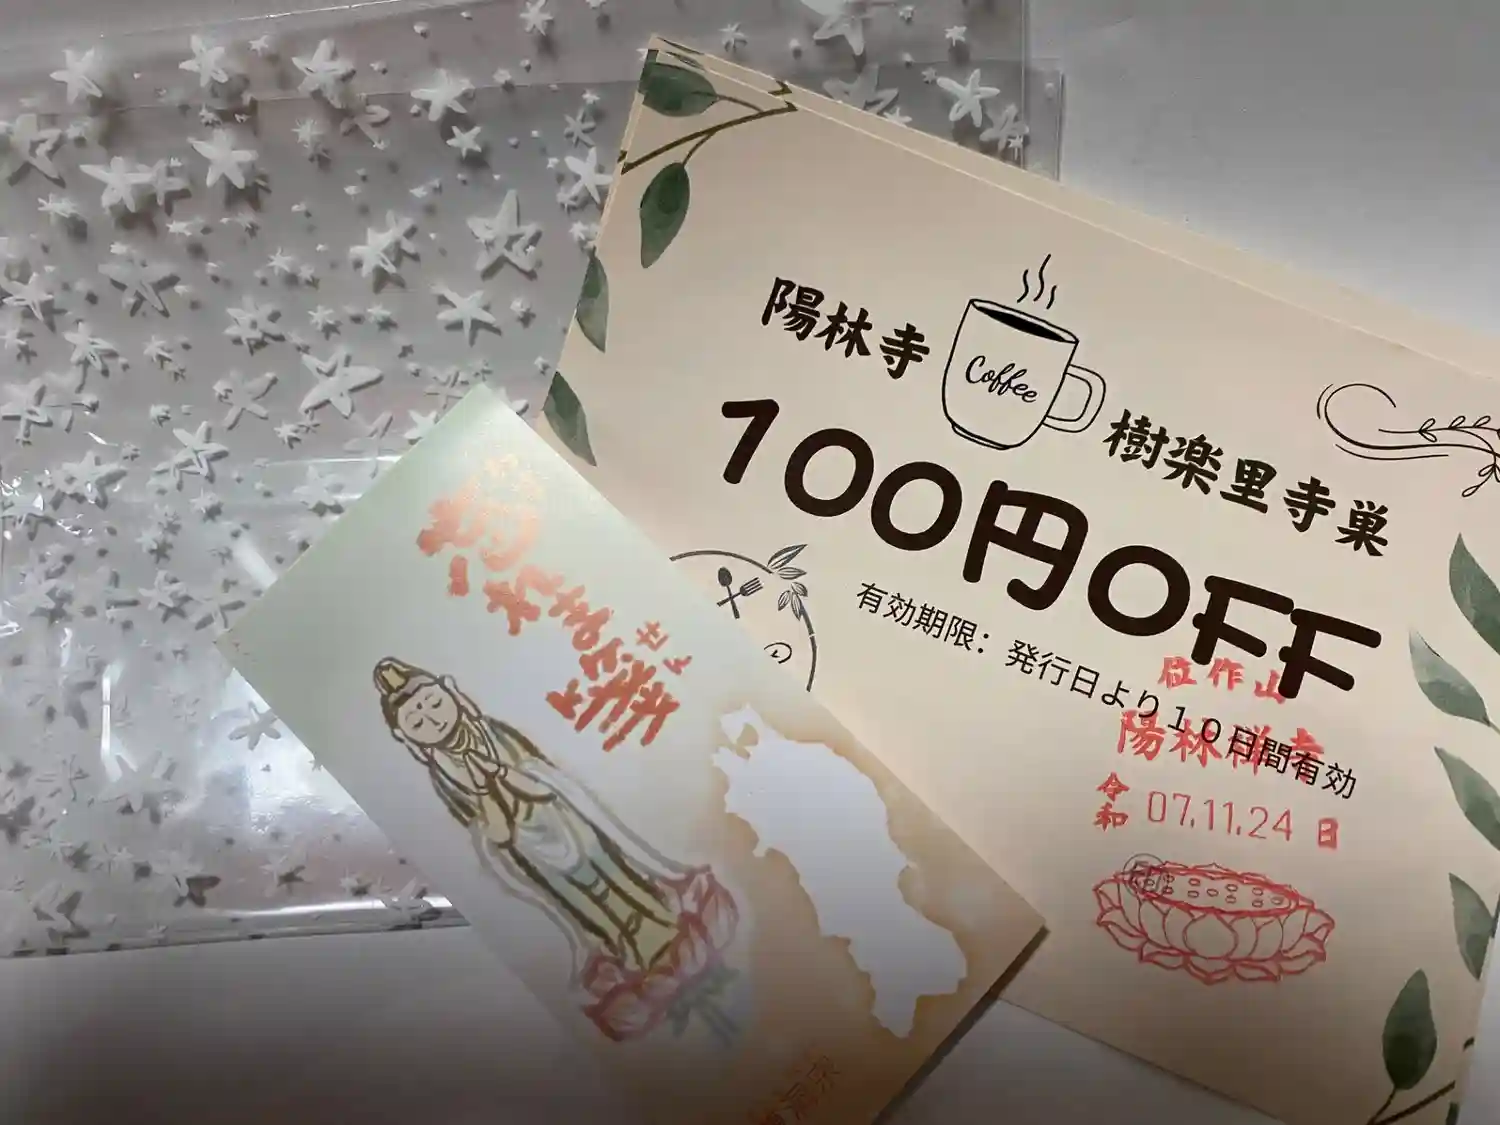 陽林寺
Coffee
樹楽里寺巣
100円OFF
有効期限：発行日より10日間有効
位作山
陽林禅寺
令和 07.11.24 日